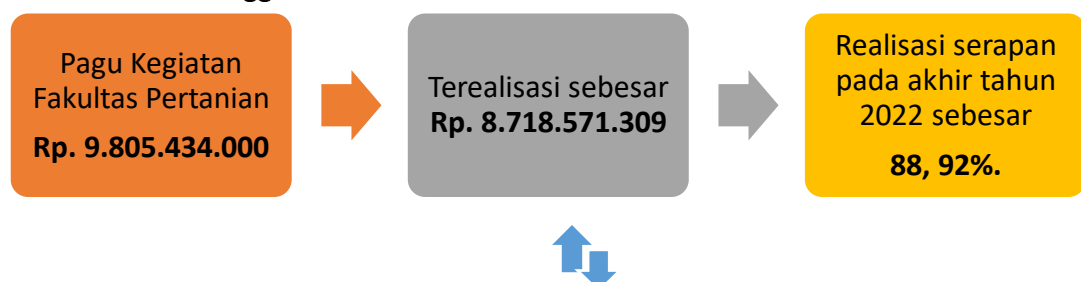 Pagu Kegiatan
Fakultas Pertanian
Rp. 9.805.434.000
Terealisasi sebesar
Rp. 8.718.571.309
Realisasi serapan
pada akhir tahun
2022 sebesar
88, 92%.